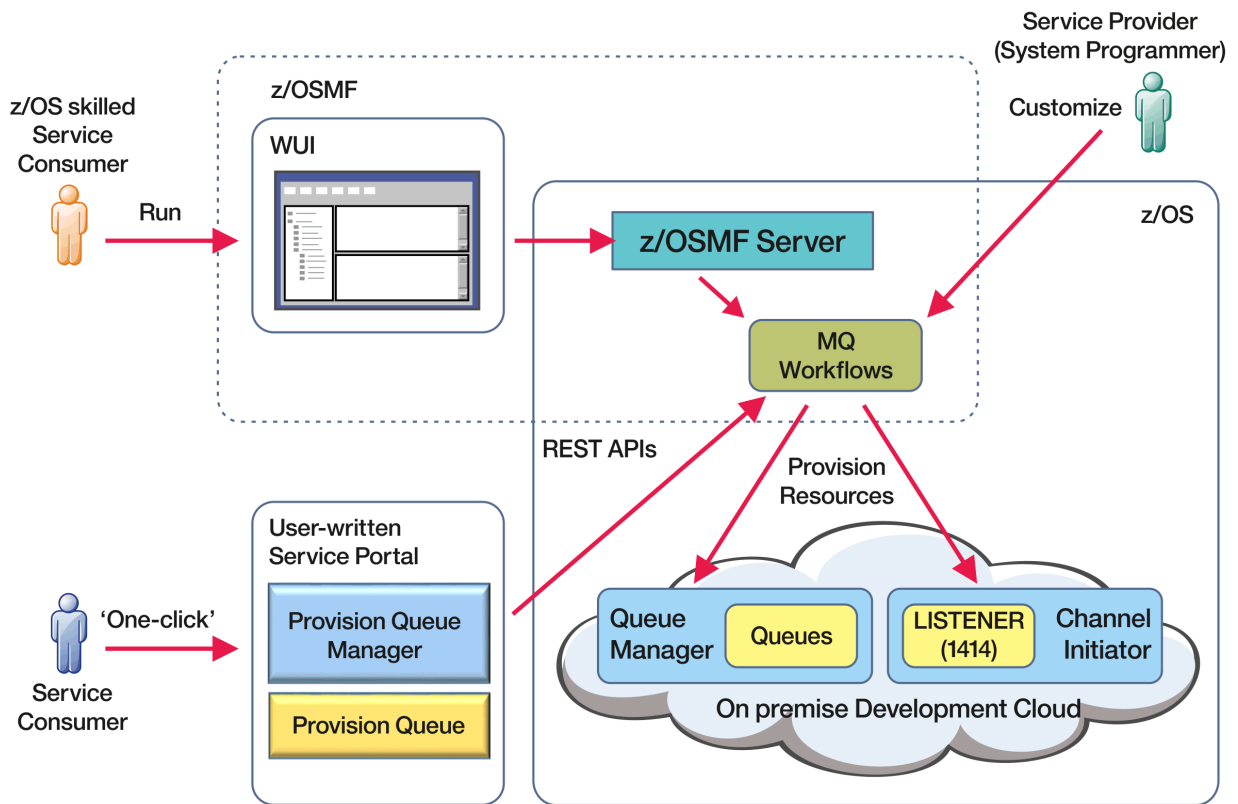 Service Provider
(System Programmer)
Customize
z/OSMF
z/OS skilled
Service
Consumer
WUI
Run
z/OS
z/OSMF Server
MQ
Workflows
REST APIs
Provision
Resources
User-written
Service Portal
'One-click'
Service
Consumer
Provision Queue
Manager
Provision Queue
Queue
Manager
Queues
LISTENER
(1414)
Channel
Initiator
On premise Development Cloud